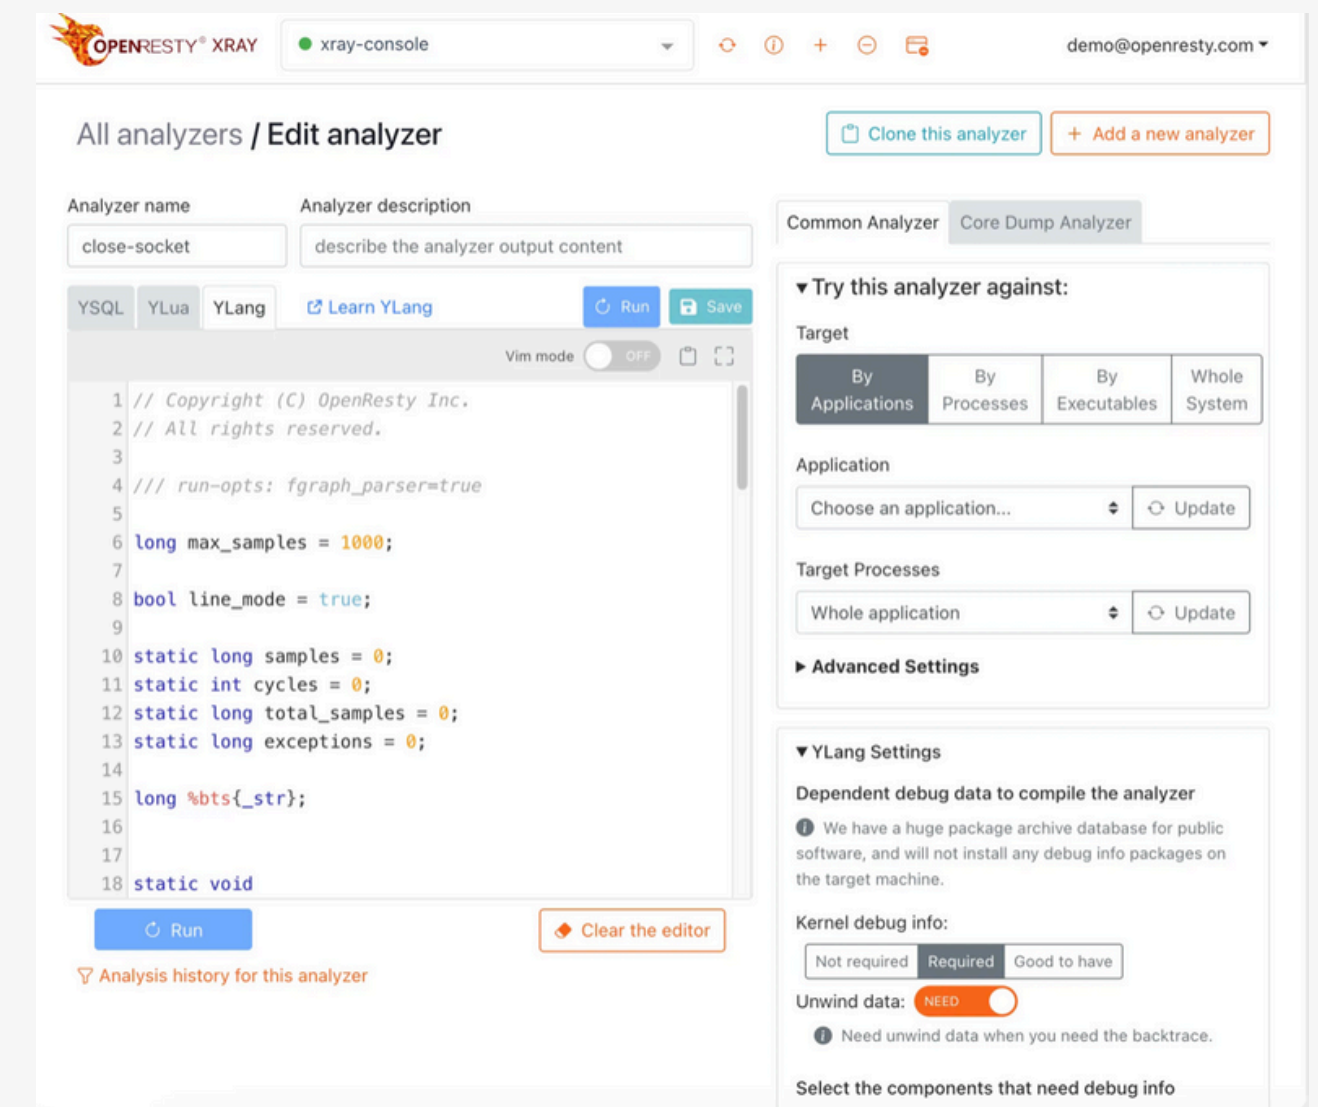 OPENRESTY® XRAY
xray-console
demo@openresty.com
All analyzers / Edit analyzer
Clone this analyzer
+ Add a new analyzer
Analyzer name
Analyzer description
close-socket
describe the analyzer output content
YSQL
YLua
YLang
Learn YLang
Run
Save
Vim mode
OFF
1 // Copyright (C) OpenResty Inc.
2 // All rights reserved.
3
4 /// run-opts: fgraph_parser=true
5
6 long max_samples = 1000;
7
8 bool line_mode = true;
9
10 static long samples = 0;
11 static int cycles = 0;
12 static long total_samples = 0;
13 static long exceptions = 0;
14
15 long %bts{_str};
16
17
18 static void
Run
Clear the editor
Analysis history for this analyzer
Common Analyzer
Core Dump Analyzer
Try this analyzer against:
Target
By Applications
By Processes
By Executables
Whole System
Application
Choose an application...
Update
Target Processes
Whole application
Update
Advanced Settings
YLang Settings
Dependent debug data to compile the analyzer
We have a huge package archive database for public
software, and will not install any debug info packages on
the target machine.
Kernel debug info:
Not required
Required
Good to have
Unwind data:
NEED
Need unwind data when you need the backtrace.
Select the components that need debug info